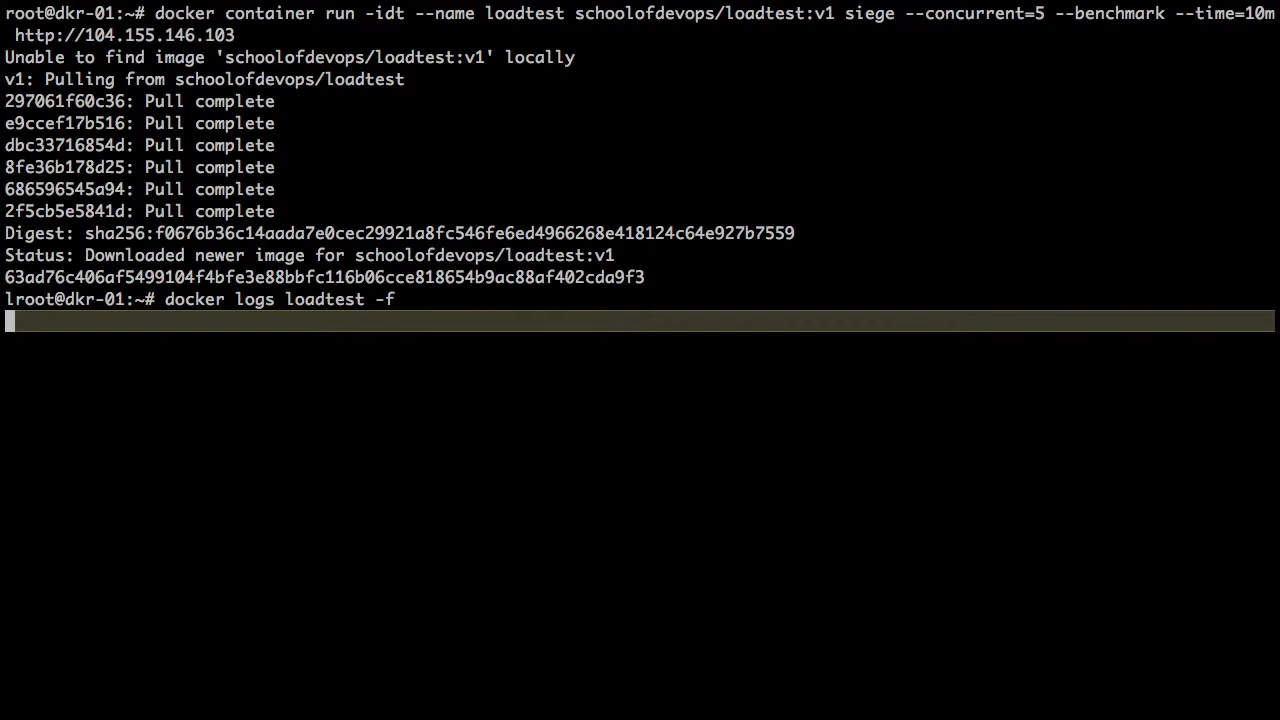 root@dkr-01:~# docker container run -idt --name loadtest schoolofdevops/loadtest:v1 siege --concurrent=5 --benchmark --time=10m
http://104.155.146.103
Unable to find image 'schoolofdevops/loadtest:v1' locally
v1: Pulling from schoolofdevops/loadtest
297061f60c36: Pull complete
e9ccef17b516: Pull complete
dbc33716854d: Pull complete
8fe36b178d25: Pull complete
686596545a94: Pull complete
2f5cb5e5841d: Pull complete
Digest: sha256:f0676b36c14aada7e0cec29921a8fc546fe6ed4966268e418124c64e927b7559
Status: Downloaded newer image for schoolofdevops/loadtest:v1
63ad76c406af5499104f4bfe3e88bbfc116b06cce818654b9ac88af402cda9f3
lroot@dkr-01:~# docker logs loadtest -f